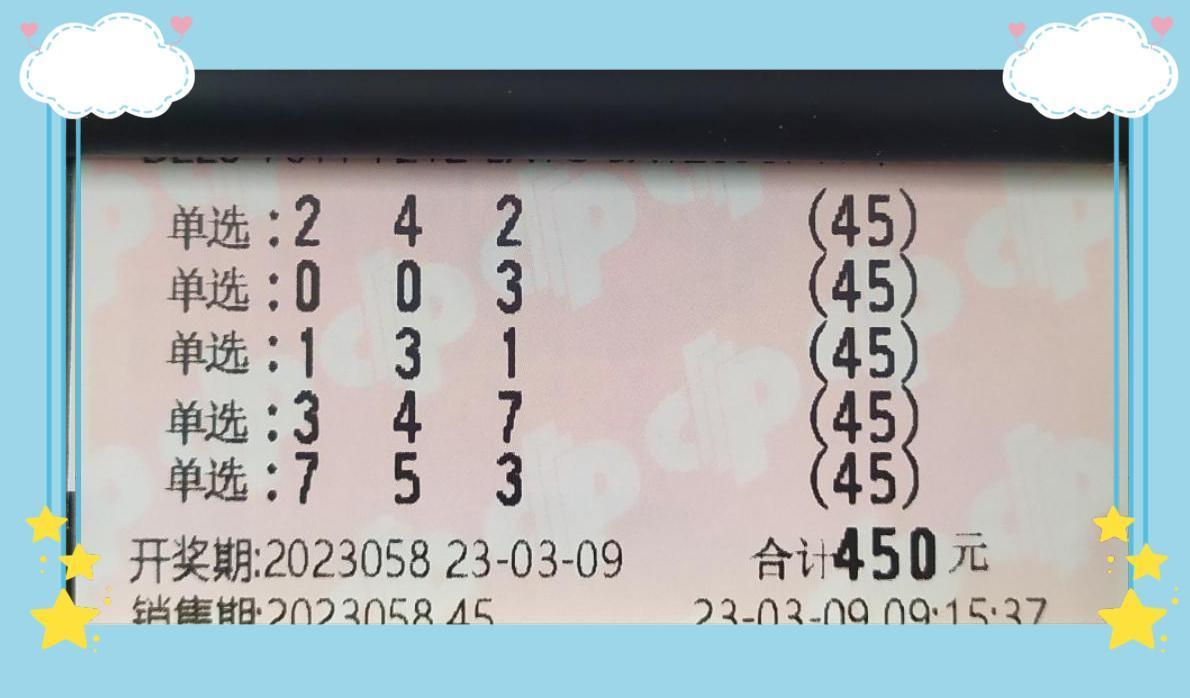 单选:2 4 2 (45)
单选:0 0 3 (45)
单选:1 3 1 (45)
单选:3 4 7 (45)
单选:7 5 3 (45)
开奖期:2023058 23-03-09 合计450元
销售期:2023058 45 23-03-09 09:15:37